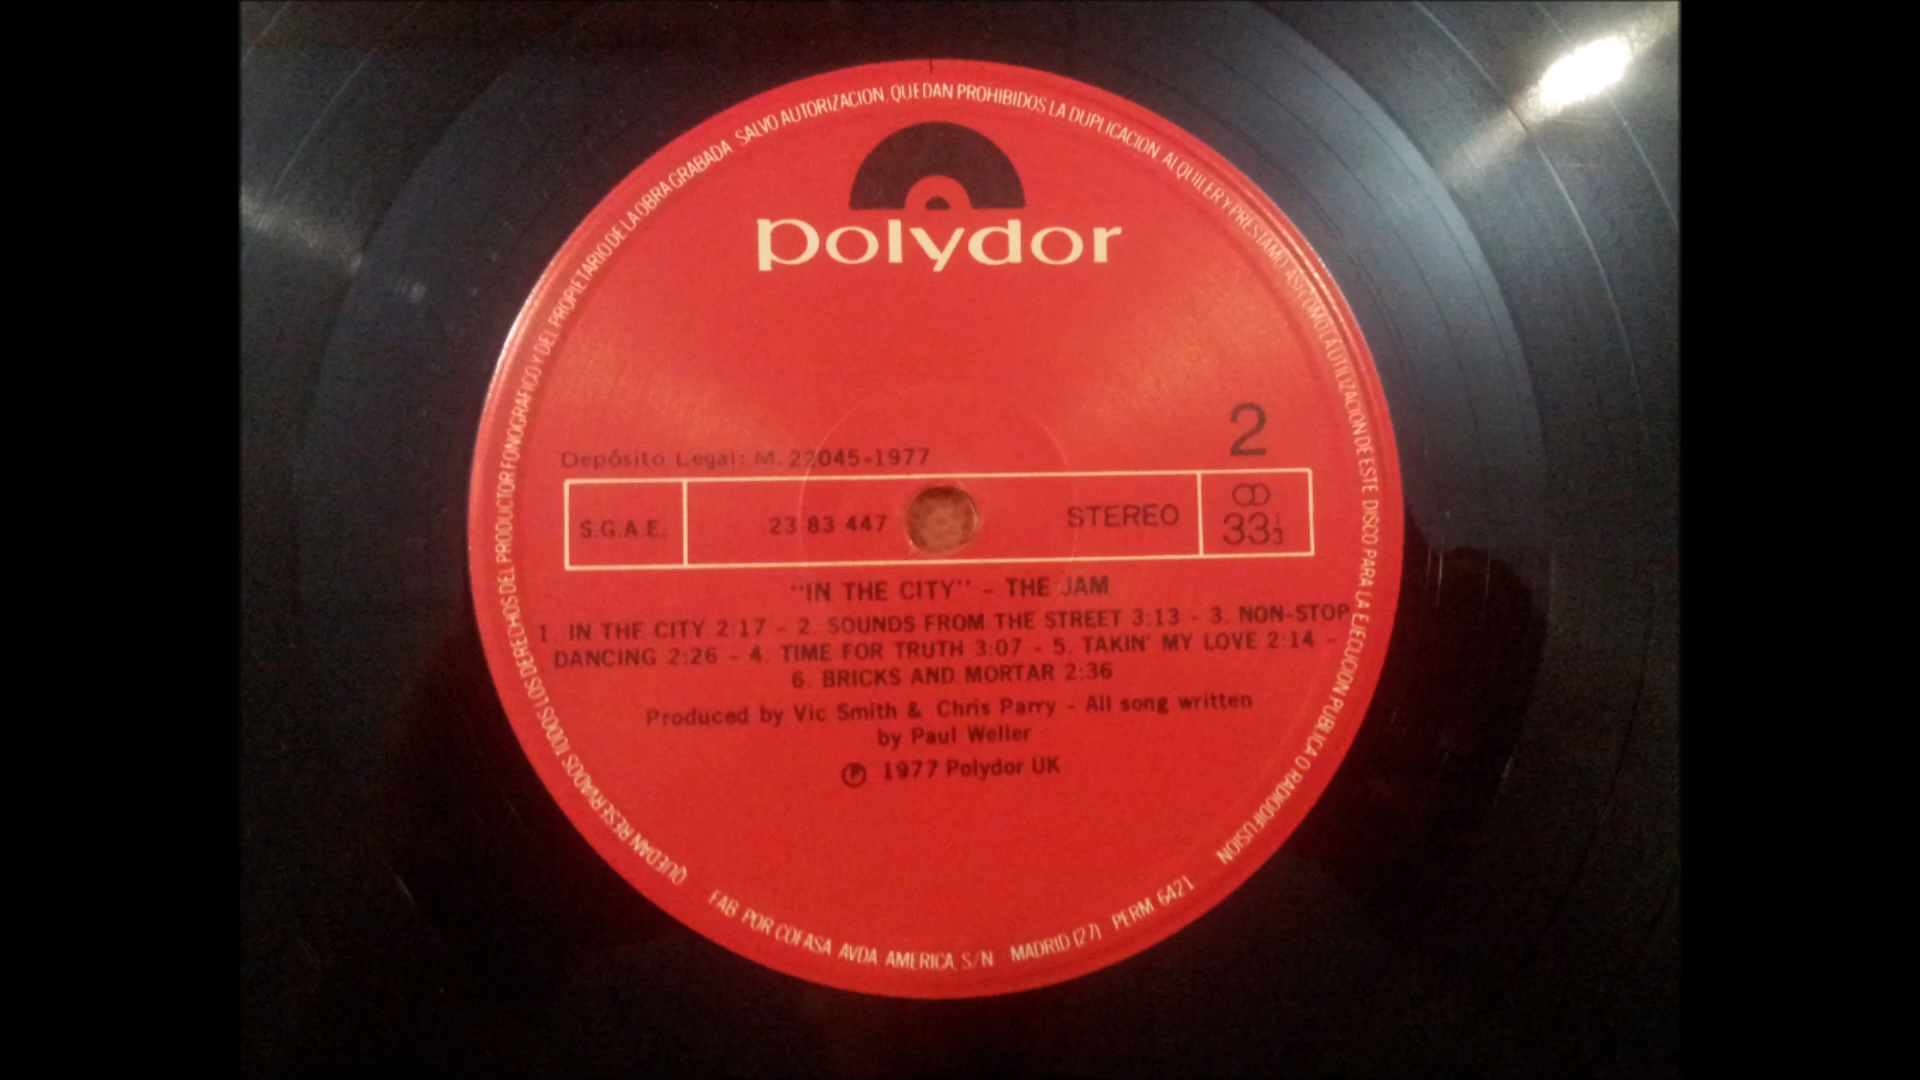 QUEDAN RESERVADOS TODOS LOS DERECHOS DEL PRODUCTOR FONOGRAFICO Y DEL PROPIETARIO DE LA OBRA GRABADA. SALVO AUTORIZACION, QUEDAN PROHIBIDOS LA DUPLICACION, ALQUILER Y PRESTAMO, ASI COMO LA UTILIZACION DE ESTE DISCO PARA LA EJECUCION PUBLICA O RADIODIFUSION
polydor
2
Depósito Legal: M. 22045-1977
S.G.A.E.
23 83 447
STEREO
33⅓
"IN THE CITY" - THE JAM
1. IN THE CITY 2:17 - 2. SOUNDS FROM THE STREET 3:13 - 3. NON-STOP
DANCING 2:26 - 4. TIME FOR TRUTH 3:07 - 5. TAKIN' MY LOVE 2:14 -
6. BRICKS AND MORTAR 2:36
Produced by Vic Smith & Chris Parry - All song written
by Paul Weller
Ⓟ 1977 Polydor UK
FAB. POR COFASA AVDA. AMERICA, S/N MADRID (27) PERM 6421